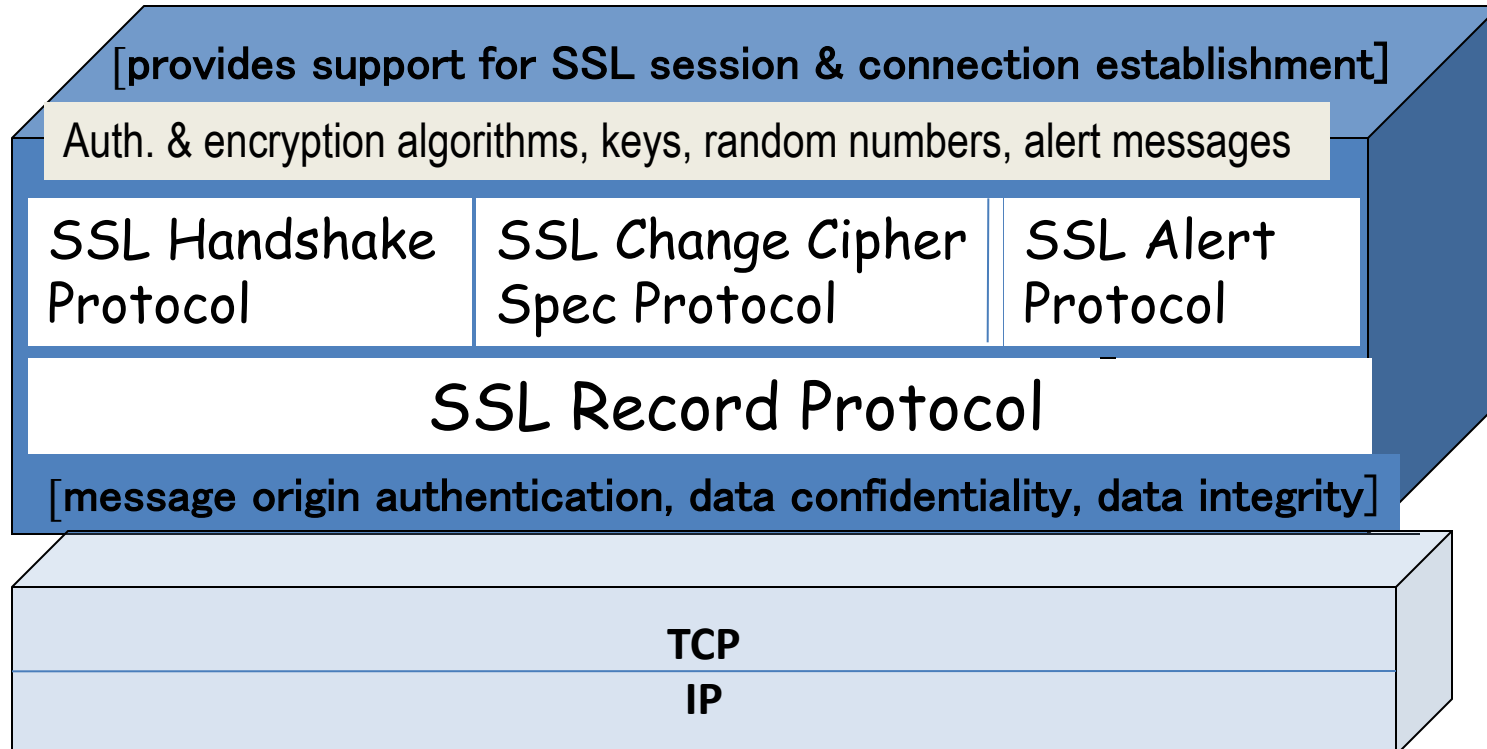 [provides support for SSL session & connection establishment]
Auth. & encryption algorithms, keys, random numbers, alert messages
SSL Handshake
Protocol
SSL Change Cipher
Spec Protocol
SSL Alert
Protocol
SSL Record Protocol
[message origin authentication, data confidentiality, data integrity]
TCP
IP